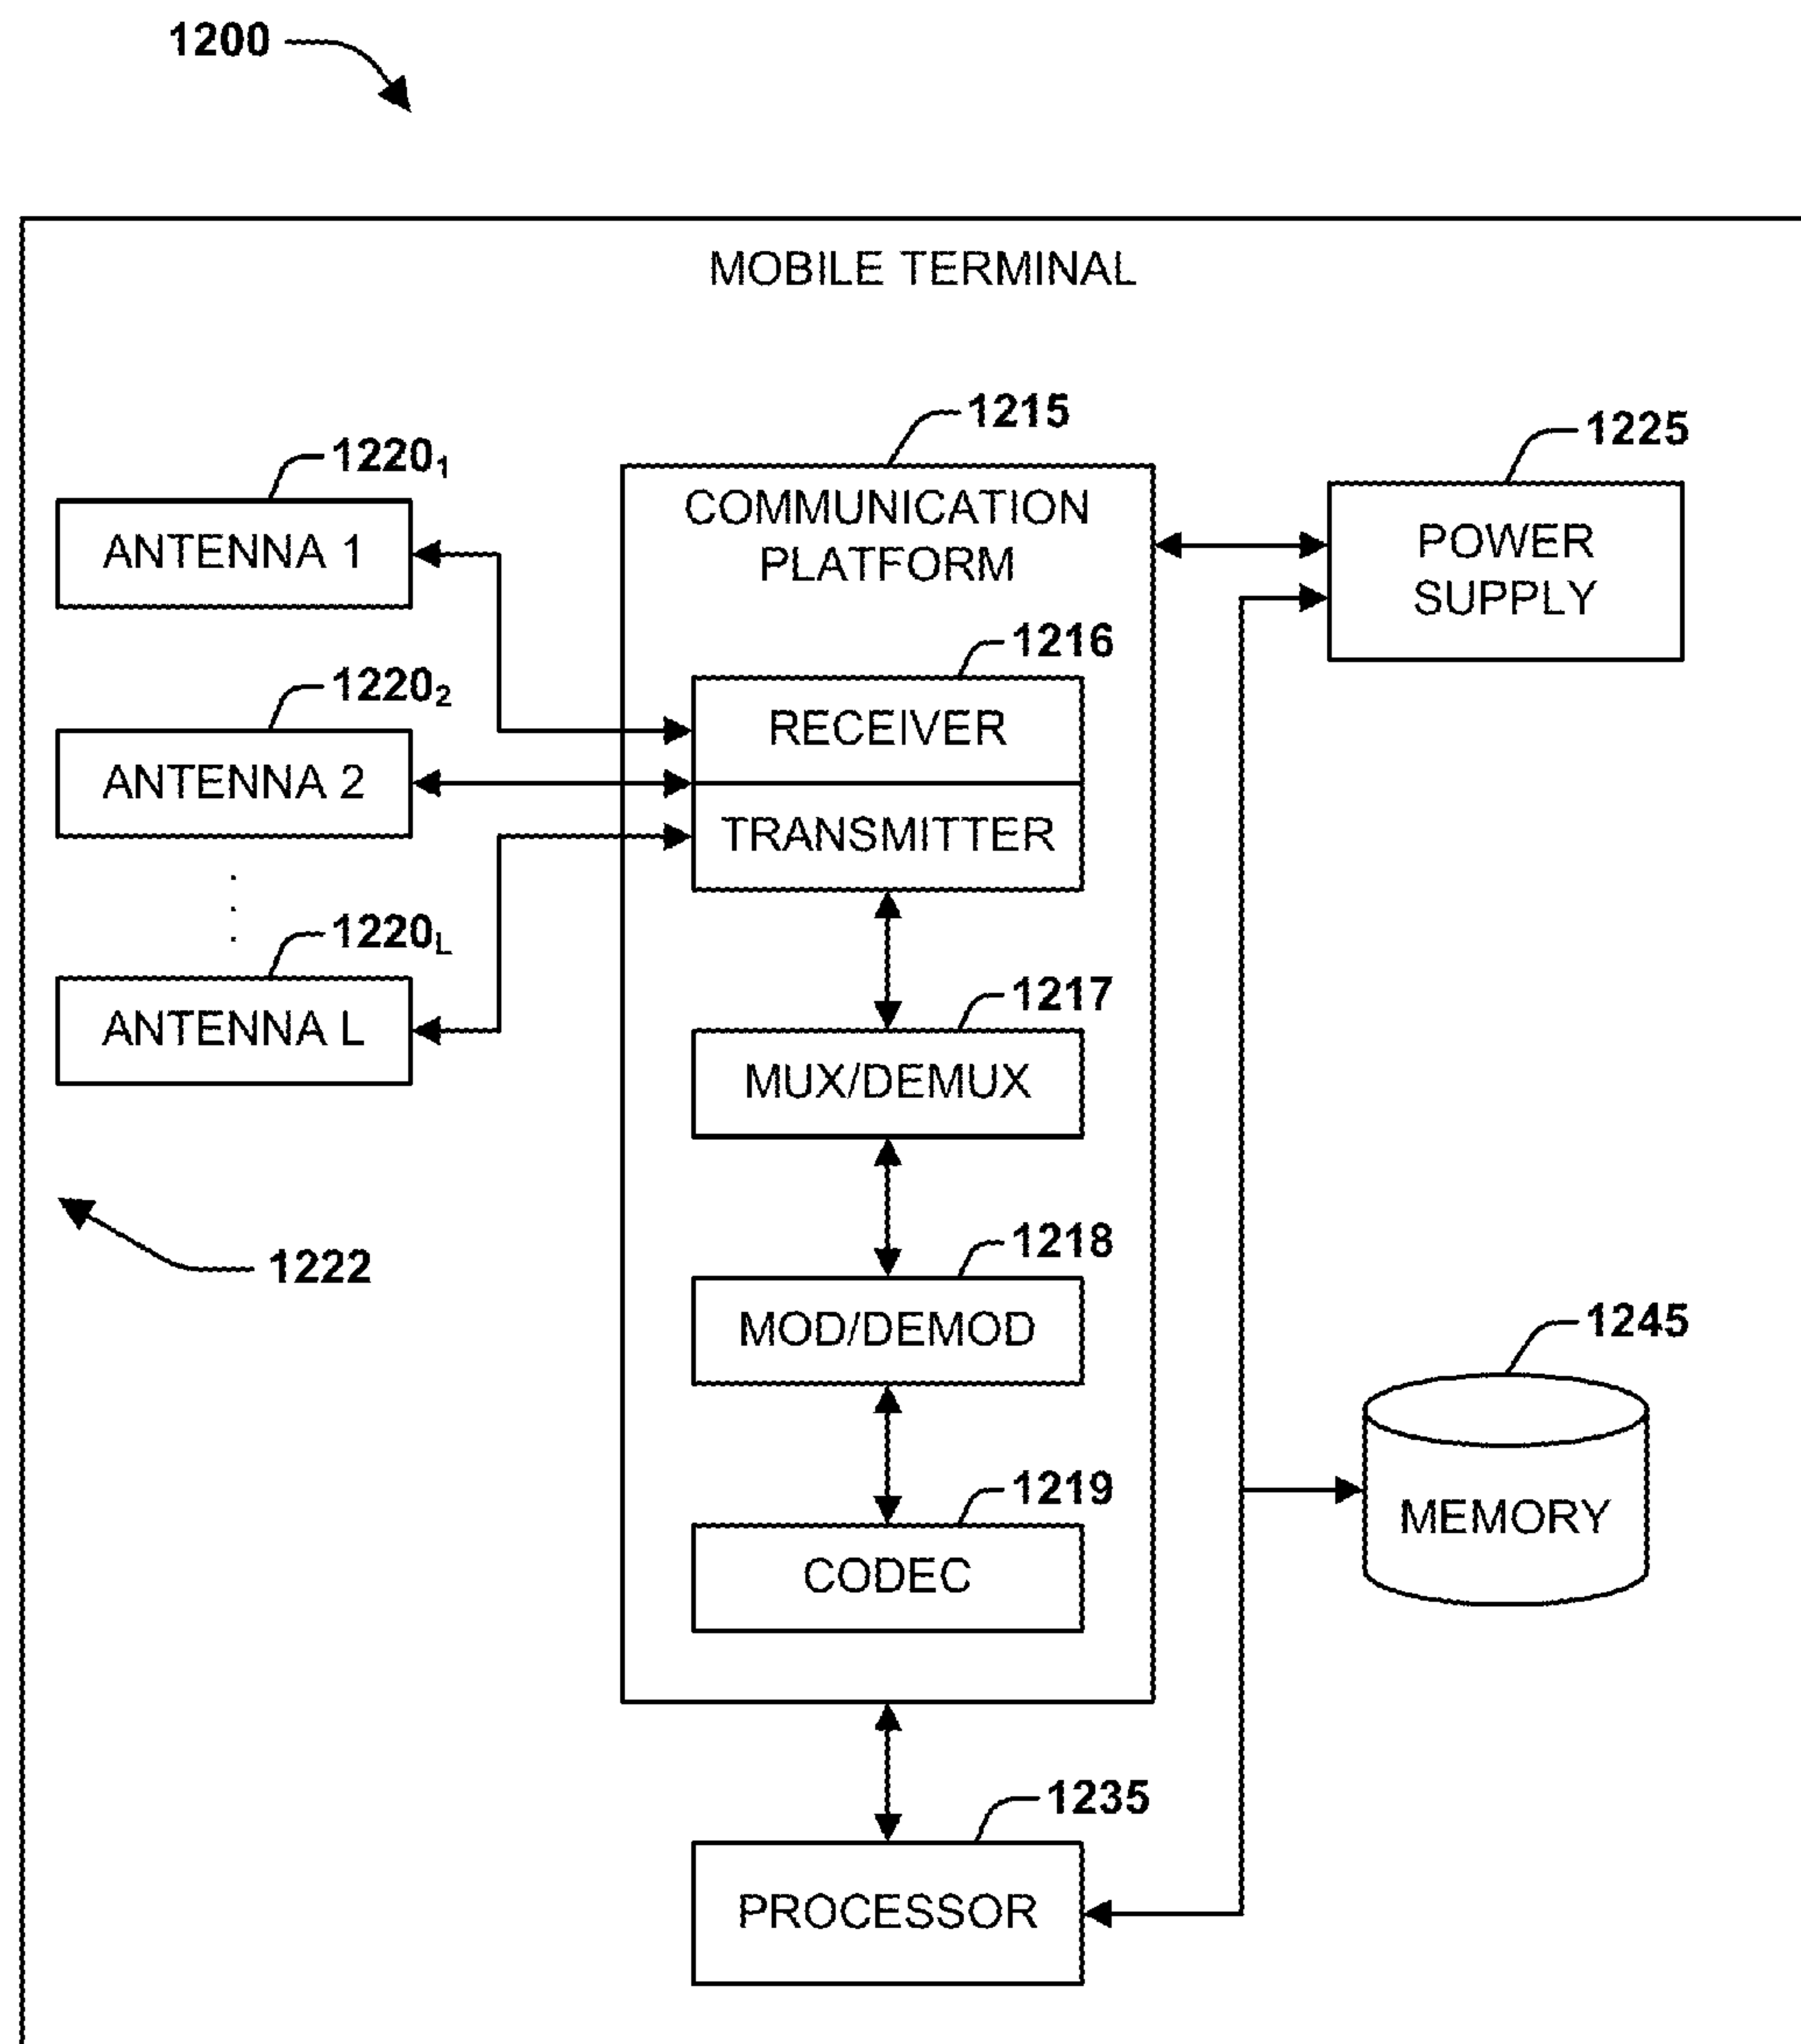 1200
MOBILE TERMINAL
1215
1225
1220₁
COMMUNICATION
PLATFORM
POWER
SUPPLY
ANTENNA 1
1216
1220₂
RECEIVER
ANTENNA 2
TRANSMITTER
.
.
.
1220L
1217
ANTENNA L
MUX/DEMUX
1222
1218
MOD/DEMOD
1245
1219
MEMORY
CODEC
1235
PROCESSOR